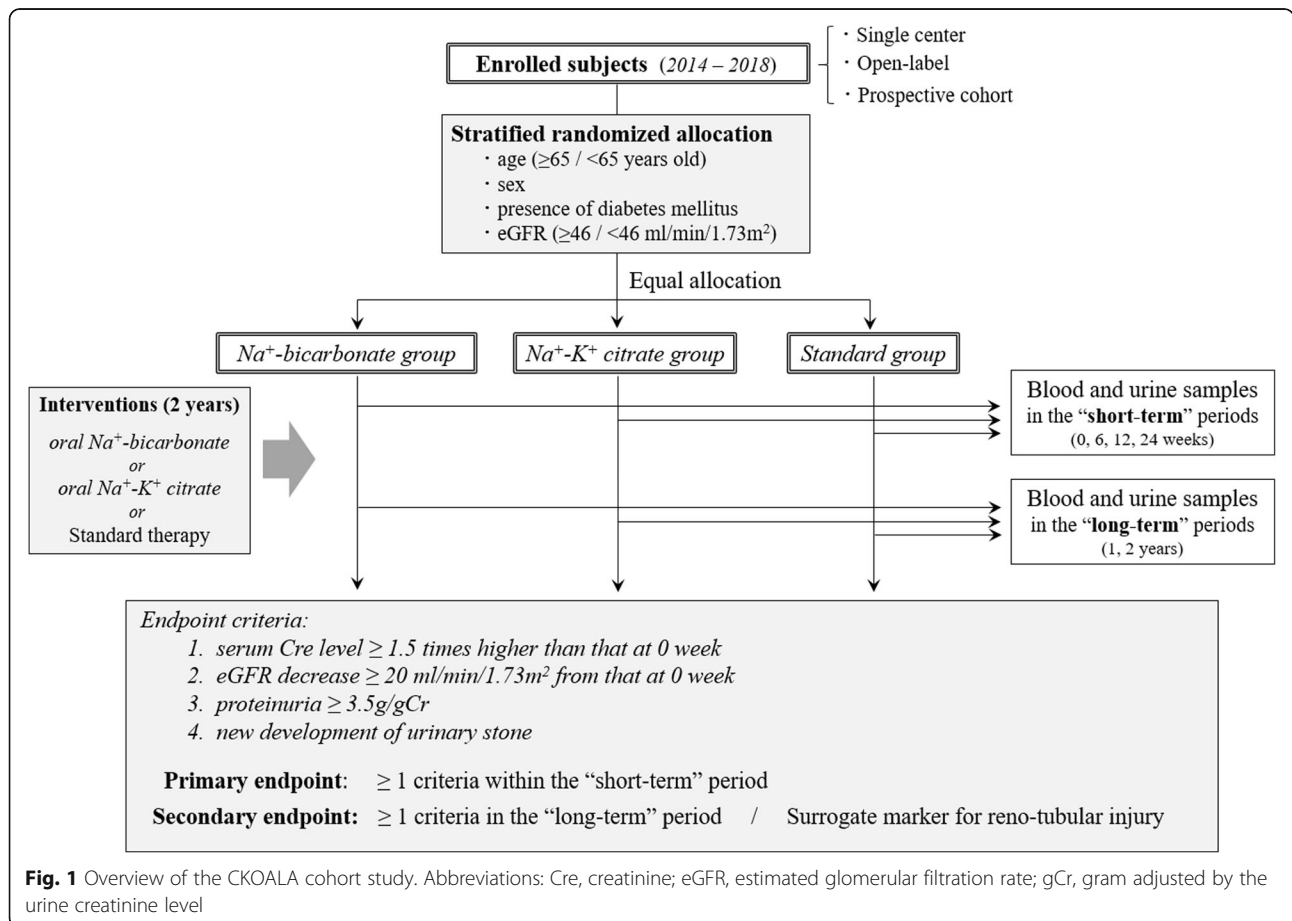 Enrolled subjects (2014 – 2018)
· Single center
· Open-label
· Prospective cohort
Stratified randomized allocation
· age (≥65 / <65 years old)
· sex
· presence of diabetes mellitus
· eGFR (≥46 / <46 ml/min/1.73m²)
Equal allocation
Na⁺-bicarbonate group
Na⁺-K⁺ citrate group
Standard group
Interventions (2 years)
oral Na⁺-bicarbonate
or
oral Na⁺-K⁺ citrate
or
Standard therapy
Blood and urine samples
in the “short-term” periods
(0, 6, 12, 24 weeks)
Blood and urine samples
in the “long-term” periods
(1, 2 years)
Endpoint criteria:
1. serum Cre level ≥ 1.5 times higher than that at 0 week
2. eGFR decrease ≥ 20 ml/min/1.73m² from that at 0 week
3. proteinuria ≥ 3.5g/gCr
4. new development of urinary stone
Primary endpoint: ≥ 1 criteria within the “short-term” period
Secondary endpoint: ≥ 1 criteria in the “long-term” period / Surrogate marker for reno-tubular injury
Fig. 1 Overview of the CKOALA cohort study. Abbreviations: Cre, creatinine; eGFR, estimated glomerular filtration rate; gCr, gram adjusted by the
urine creatinine level